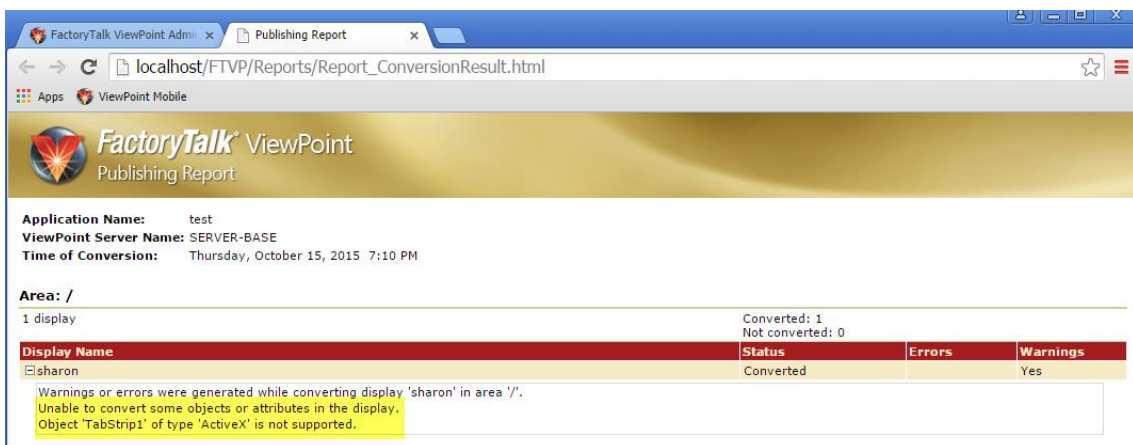 FactoryTalk ViewPoint Admi
Publishing Report
localhost/FTVP/Reports/Report_ConversionResult.html
Apps ViewPoint Mobile
FactoryTalk® ViewPoint
Publishing Report
Application Name: test
ViewPoint Server Name: SERVER-BASE
Time of Conversion: Thursday, October 15, 2015 7:10 PM
Area: /
1 display Converted: 1
Not converted: 0
Display Name Status Errors Warnings
sharon Converted Yes
Warnings or errors were generated while converting display 'sharon' in area '/'.
Unable to convert some objects or attributes in the display.
Object 'TabStrip1' of type 'ActiveX' is not supported.